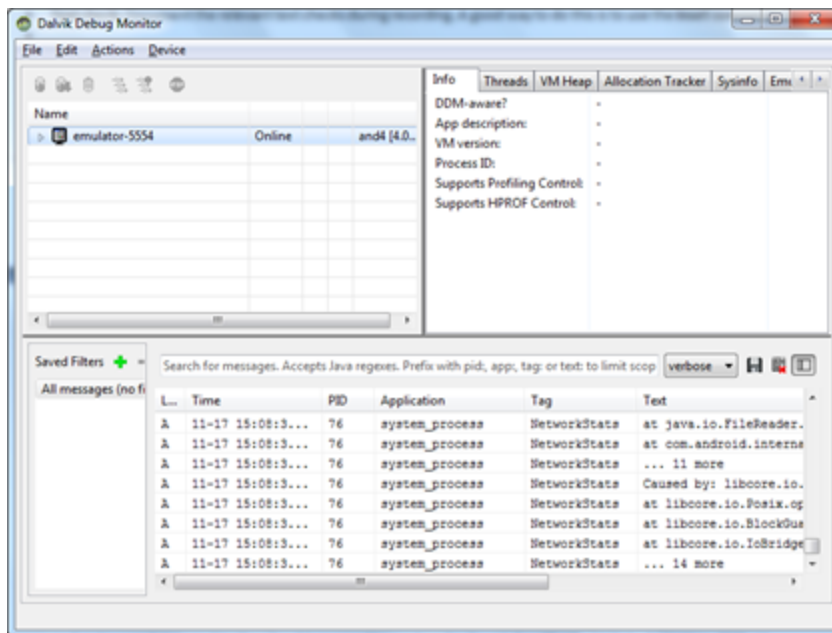 Dalvik Debug Monitor
File Edit Actions Device
Info Threads VM Heap Allocation Tracker Sysinfo Em
Name
emulator-5554 Online and4 [4.0...
DDM-aware? -
App description: -
VM version: -
Process ID: -
Supports Profiling Control: -
Supports HPROF Control: -
Saved Filters
Search for messages. Accepts Java regexes. Prefix with pid:, app:, tag: or text: to limit scop verbose
All messages (no fi
L... Time PID Application Tag Text
A 11-17 15:08:3... 76 system_process NetworkStats at java.io.FileReader.
A 11-17 15:08:3... 76 system_process NetworkStats at com.android.interna
A 11-17 15:08:3... 76 system_process NetworkStats ... 11 more
A 11-17 15:08:3... 76 system_process NetworkStats Caused by: libcore.io.
A 11-17 15:08:3... 76 system_process NetworkStats at libcore.io.Posix.op
A 11-17 15:08:3... 76 system_process NetworkStats at libcore.io.BlockGua
A 11-17 15:08:3... 76 system_process NetworkStats at libcore.io.IoBridge
A 11-17 15:08:3... 76 system_process NetworkStats ... 14 more